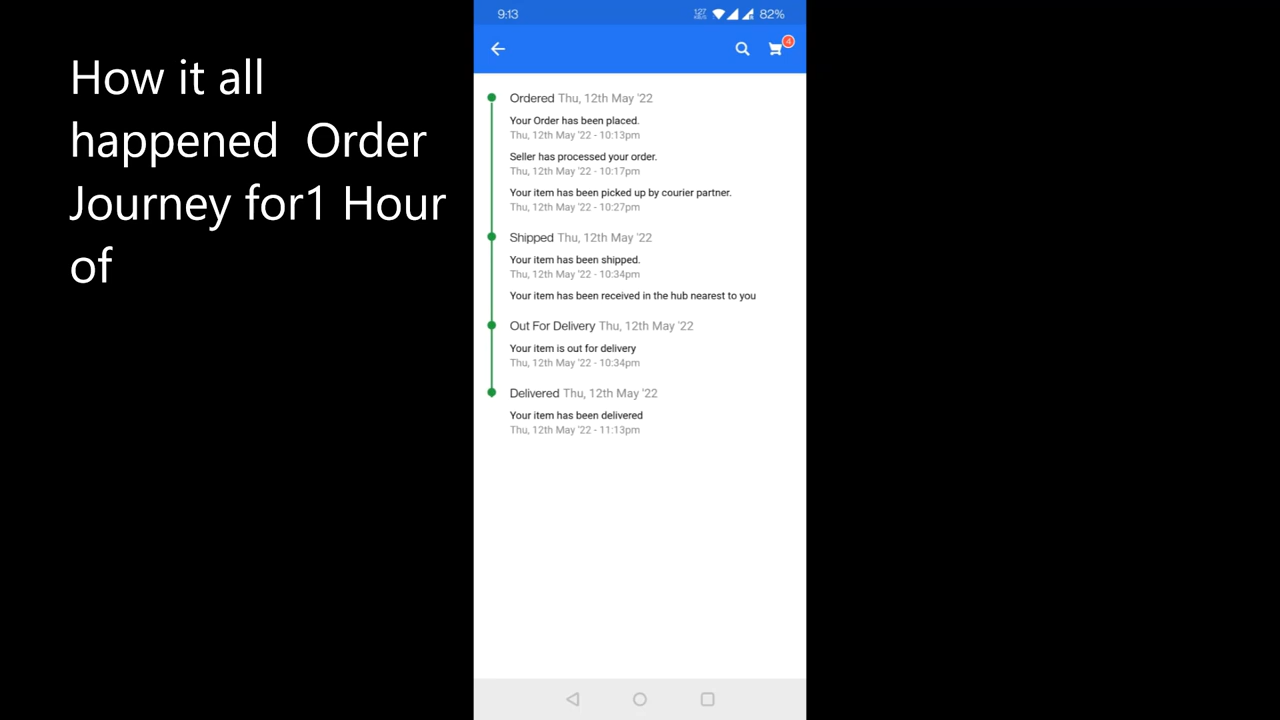 How it all
happened  Order
Journey for1 Hour
of
9:13
127 KB/S 82%
4
Ordered Thu, 12th May '22
Your Order has been placed.
Thu, 12th May '22 - 10:13pm
Seller has processed your order.
Thu, 12th May '22 - 10:17pm
Your item has been picked up by courier partner.
Thu, 12th May '22 - 10:27pm
Shipped Thu, 12th May '22
Your item has been shipped.
Thu, 12th May '22 - 10:34pm
Your item has been received in the hub nearest to you
Out For Delivery Thu, 12th May '22
Your item is out for delivery
Thu, 12th May '22 - 10:34pm
Delivered Thu, 12th May '22
Your item has been delivered
Thu, 12th May '22 - 11:13pm